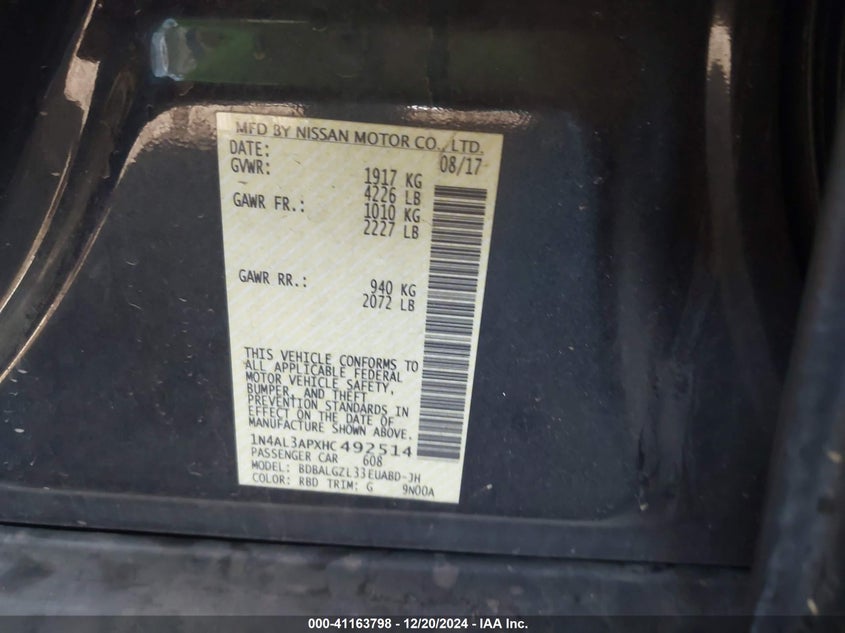 MFD BY NISSAN MOTOR CO., LTD.
DATE: 08/17
GVWR: 1917 KG
4226 LB
GAWR FR.: 1010 KG
2227 LB
GAWR RR.: 940 KG
2072 LB
THIS VEHICLE CONFORMS TO
ALL APPLICABLE FEDERAL
MOTOR VEHICLE SAFETY,
BUMPER, AND THEFT
PREVENTION STANDARDS IN
EFFECT ON THE DATE OF
MANUFACTURE SHOWN ABOVE.
1N4AL3APXHC492514
PASSENGER CAR 608
MODEL: BDBALGZL33EUABD-JH
COLOR: RBD TRIM: G 9N00A
000-41163798 - 12/20/2024 - IAA Inc.